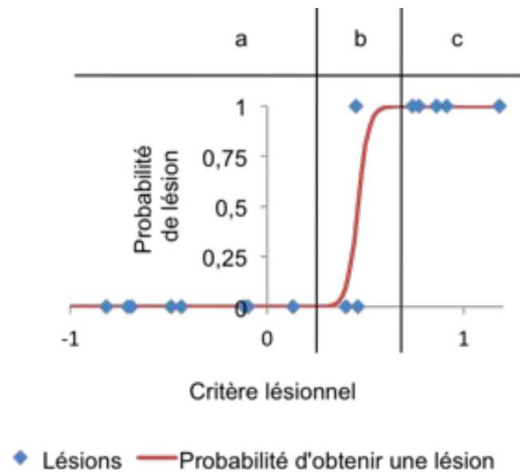 a b c
Probabilité
de lésion
1
0,75
0,5
0,25
0
-1 0 1
Critère lésionnel
Lésions Probabilité d'obtenir une lésion